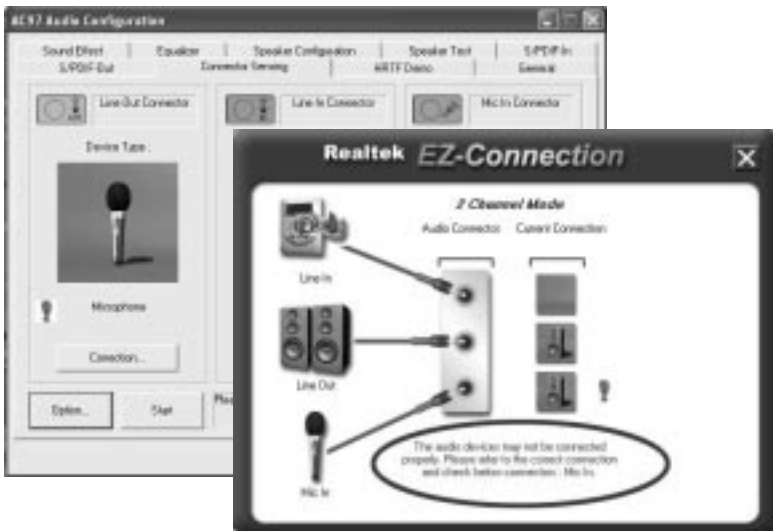 AC97 Audio Configuration
Sound Effect
Equalizer
Speaker Configuration
Speaker Test
S/PDIF In
S/PDIF Out
Connector Sensing
HRTF Demo
General
Line Out Connector
Line In Connector
Mic In Connector
Device Type :
Microphone
Connection...
Option...
Start
Realtek EZ-Connection
2 Channel Mode
Audio Connector
Current Connection
Line In
Line Out
Mic In
The audio devices may not be connected
properly. Please refer to the correct connection
and check below connection : Mic In.